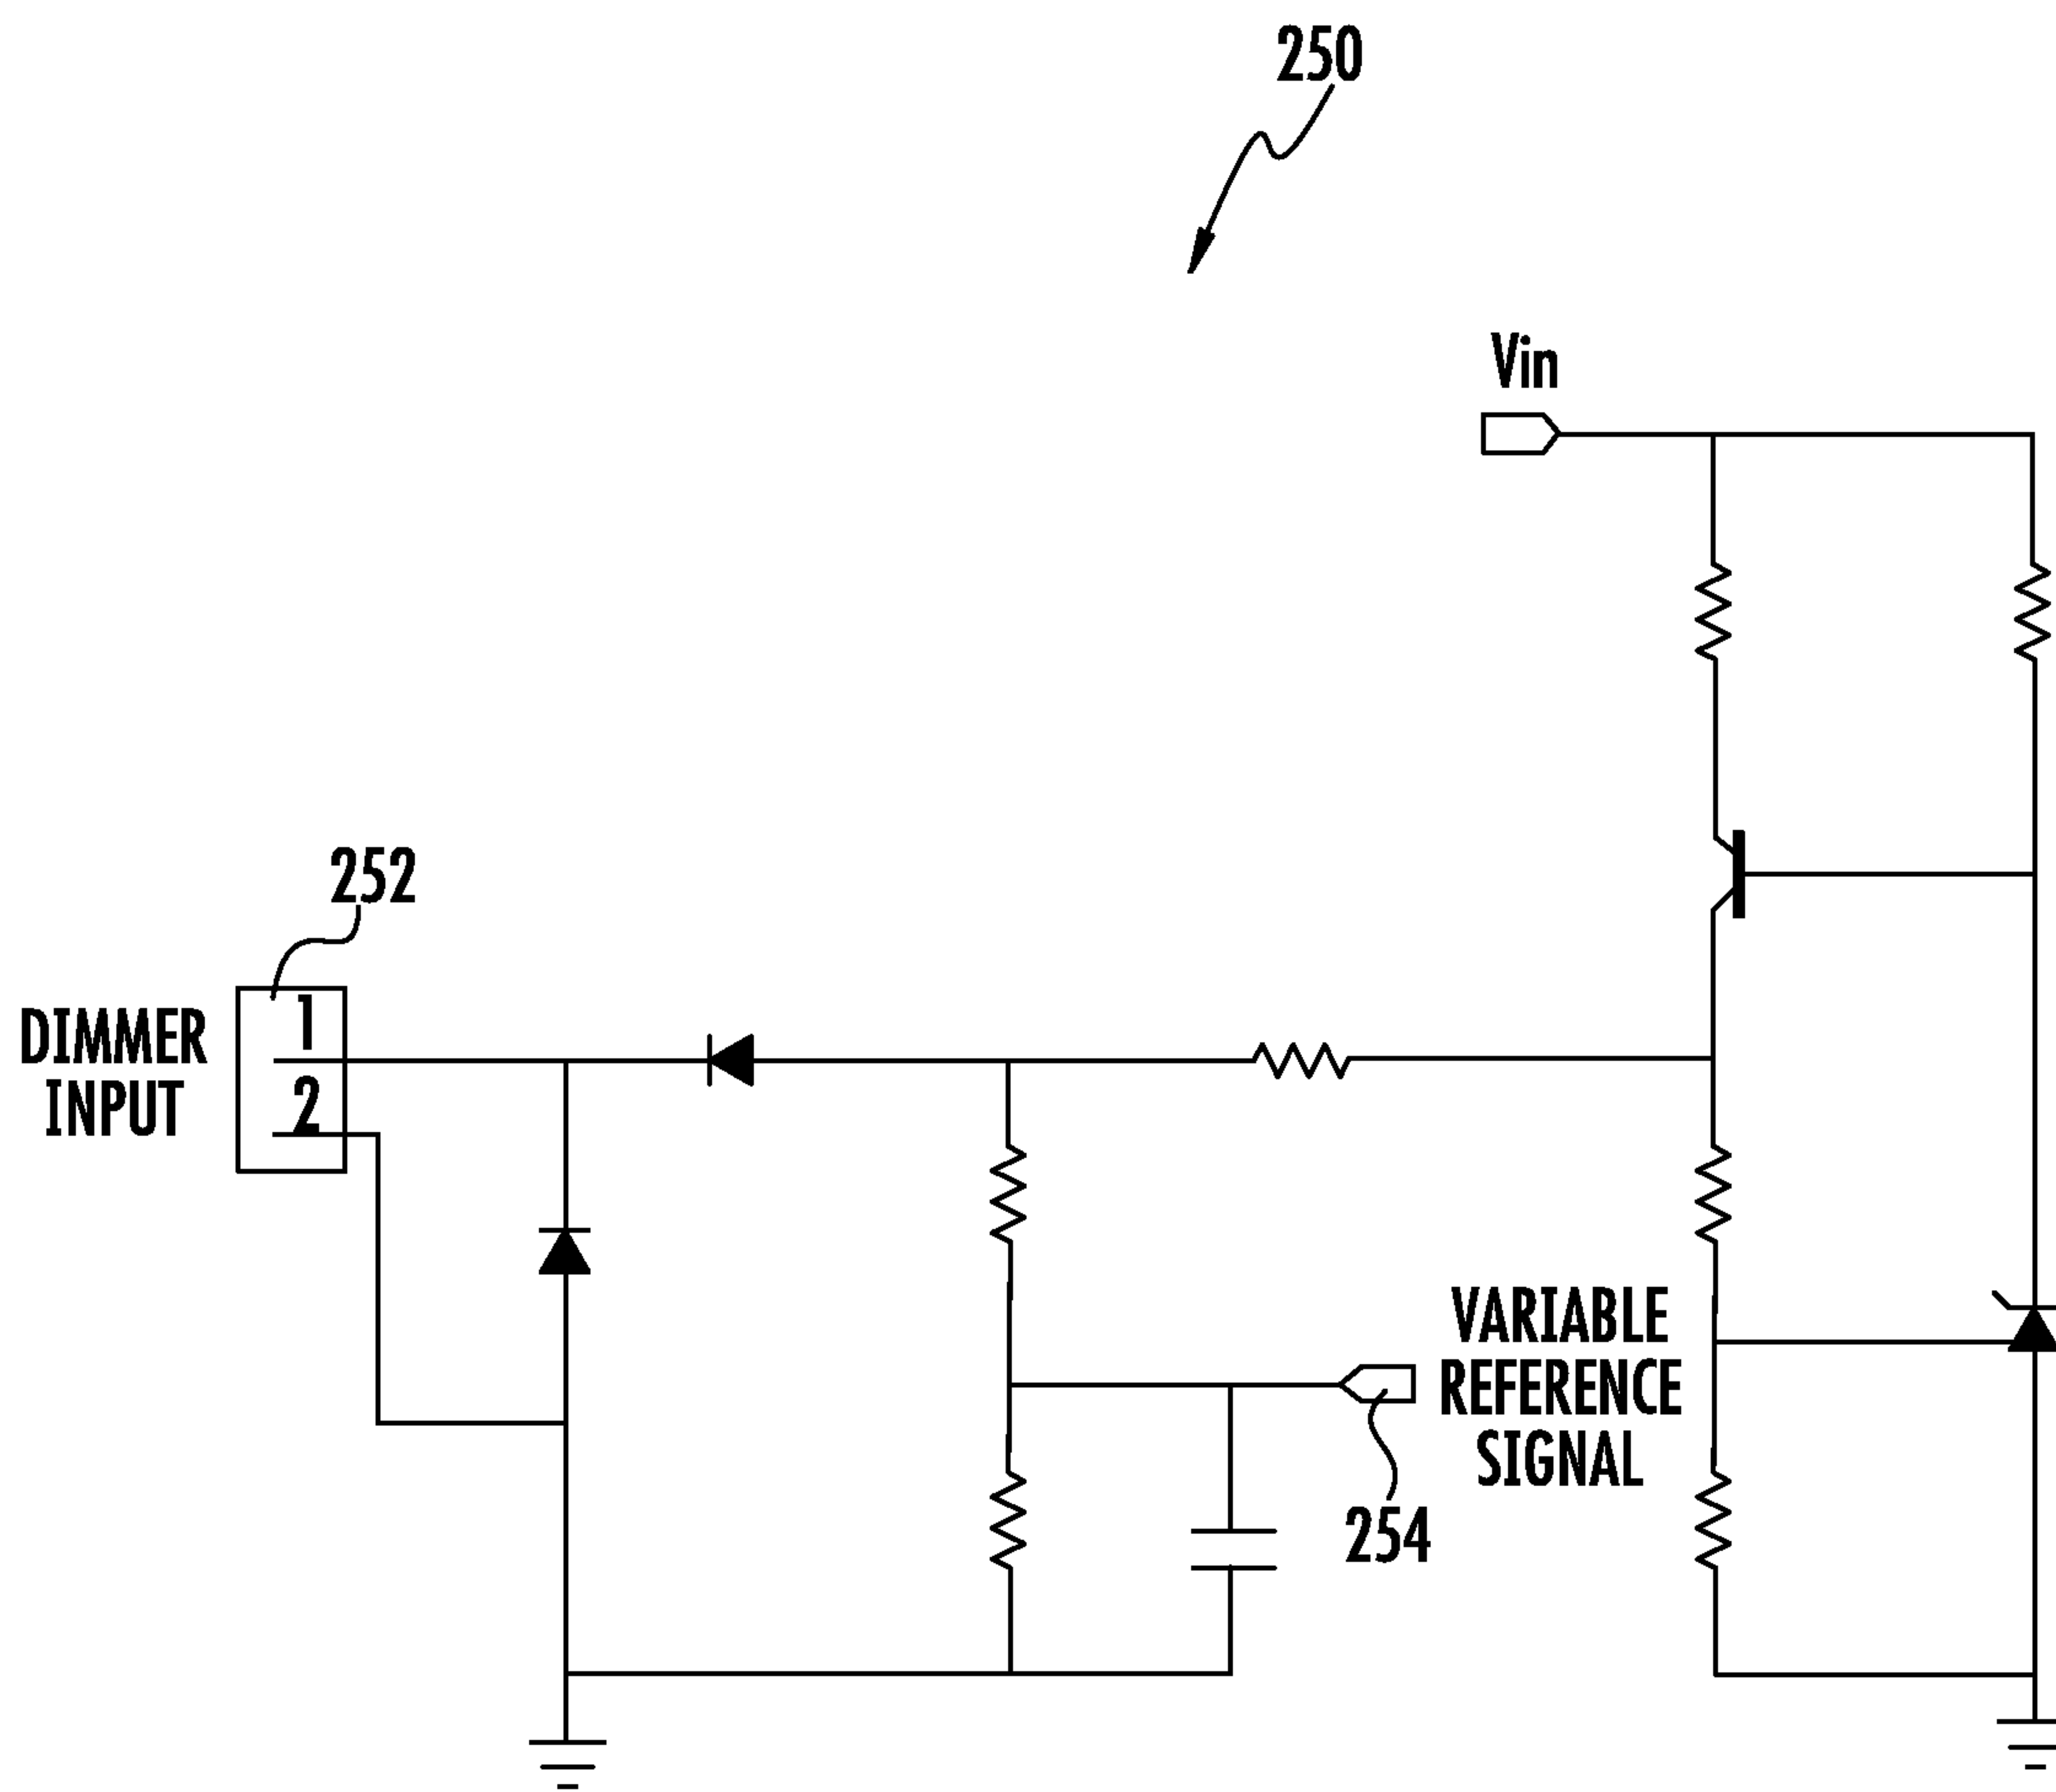 250
Vin
252
1
DIMMER
INPUT
2
VARIABLE
REFERENCE
SIGNAL
254